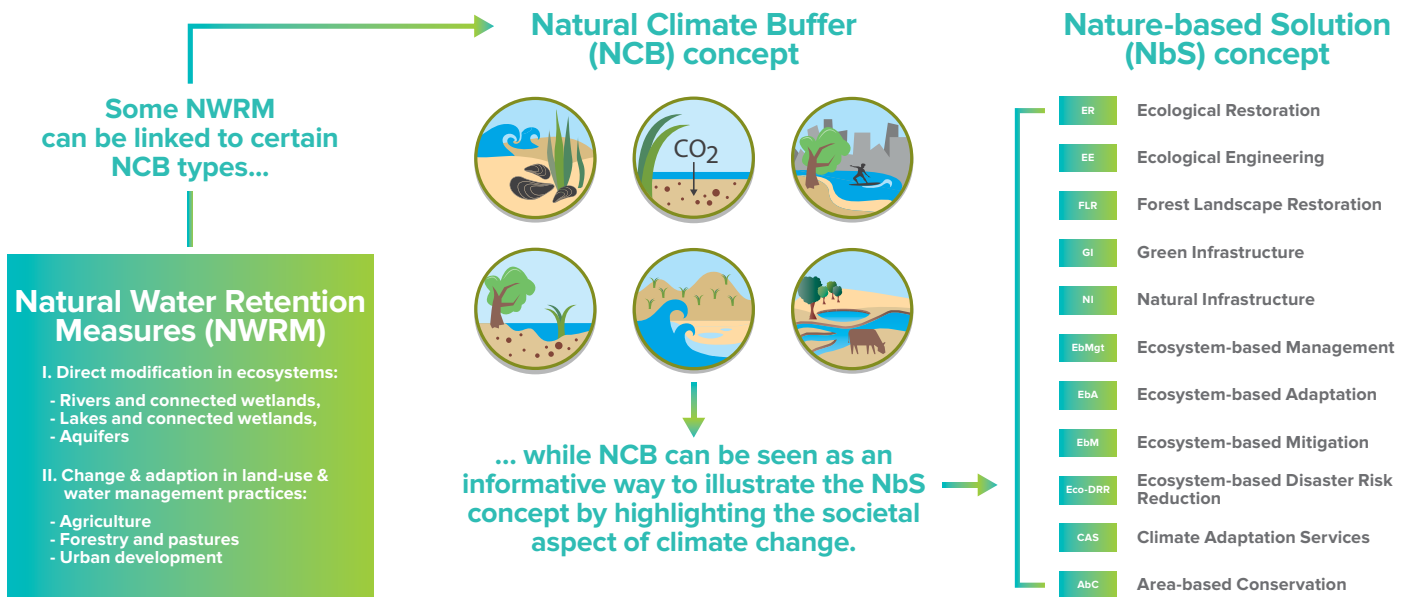 Some NWRM
can be linked to certain
NCB types...
Natural Water Retention
Measures (NWRM)
I. Direct modification in ecosystems:
- Rivers and connected wetlands,
- Lakes and connected wetlands,
- Aquifers
II. Change & adaption in land-use &
water management practices:
- Agriculture
- Forestry and pastures
- Urban development
Natural Climate Buffer
(NCB) concept
CO2
... while NCB can be seen as an
informative way to illustrate the NbS
concept by highlighting the societal
aspect of climate change.
Nature-based Solution
(NbS) concept
ER Ecological Restoration
EE Ecological Engineering
FLR Forest Landscape Restoration
GI Green Infrastructure
NI Natural Infrastructure
EbMgt Ecosystem-based Management
EbA Ecosystem-based Adaptation
EbM Ecosystem-based Mitigation
Eco-DRR Ecosystem-based Disaster Risk
Reduction
CAS Climate Adaptation Services
AbC Area-based Conservation